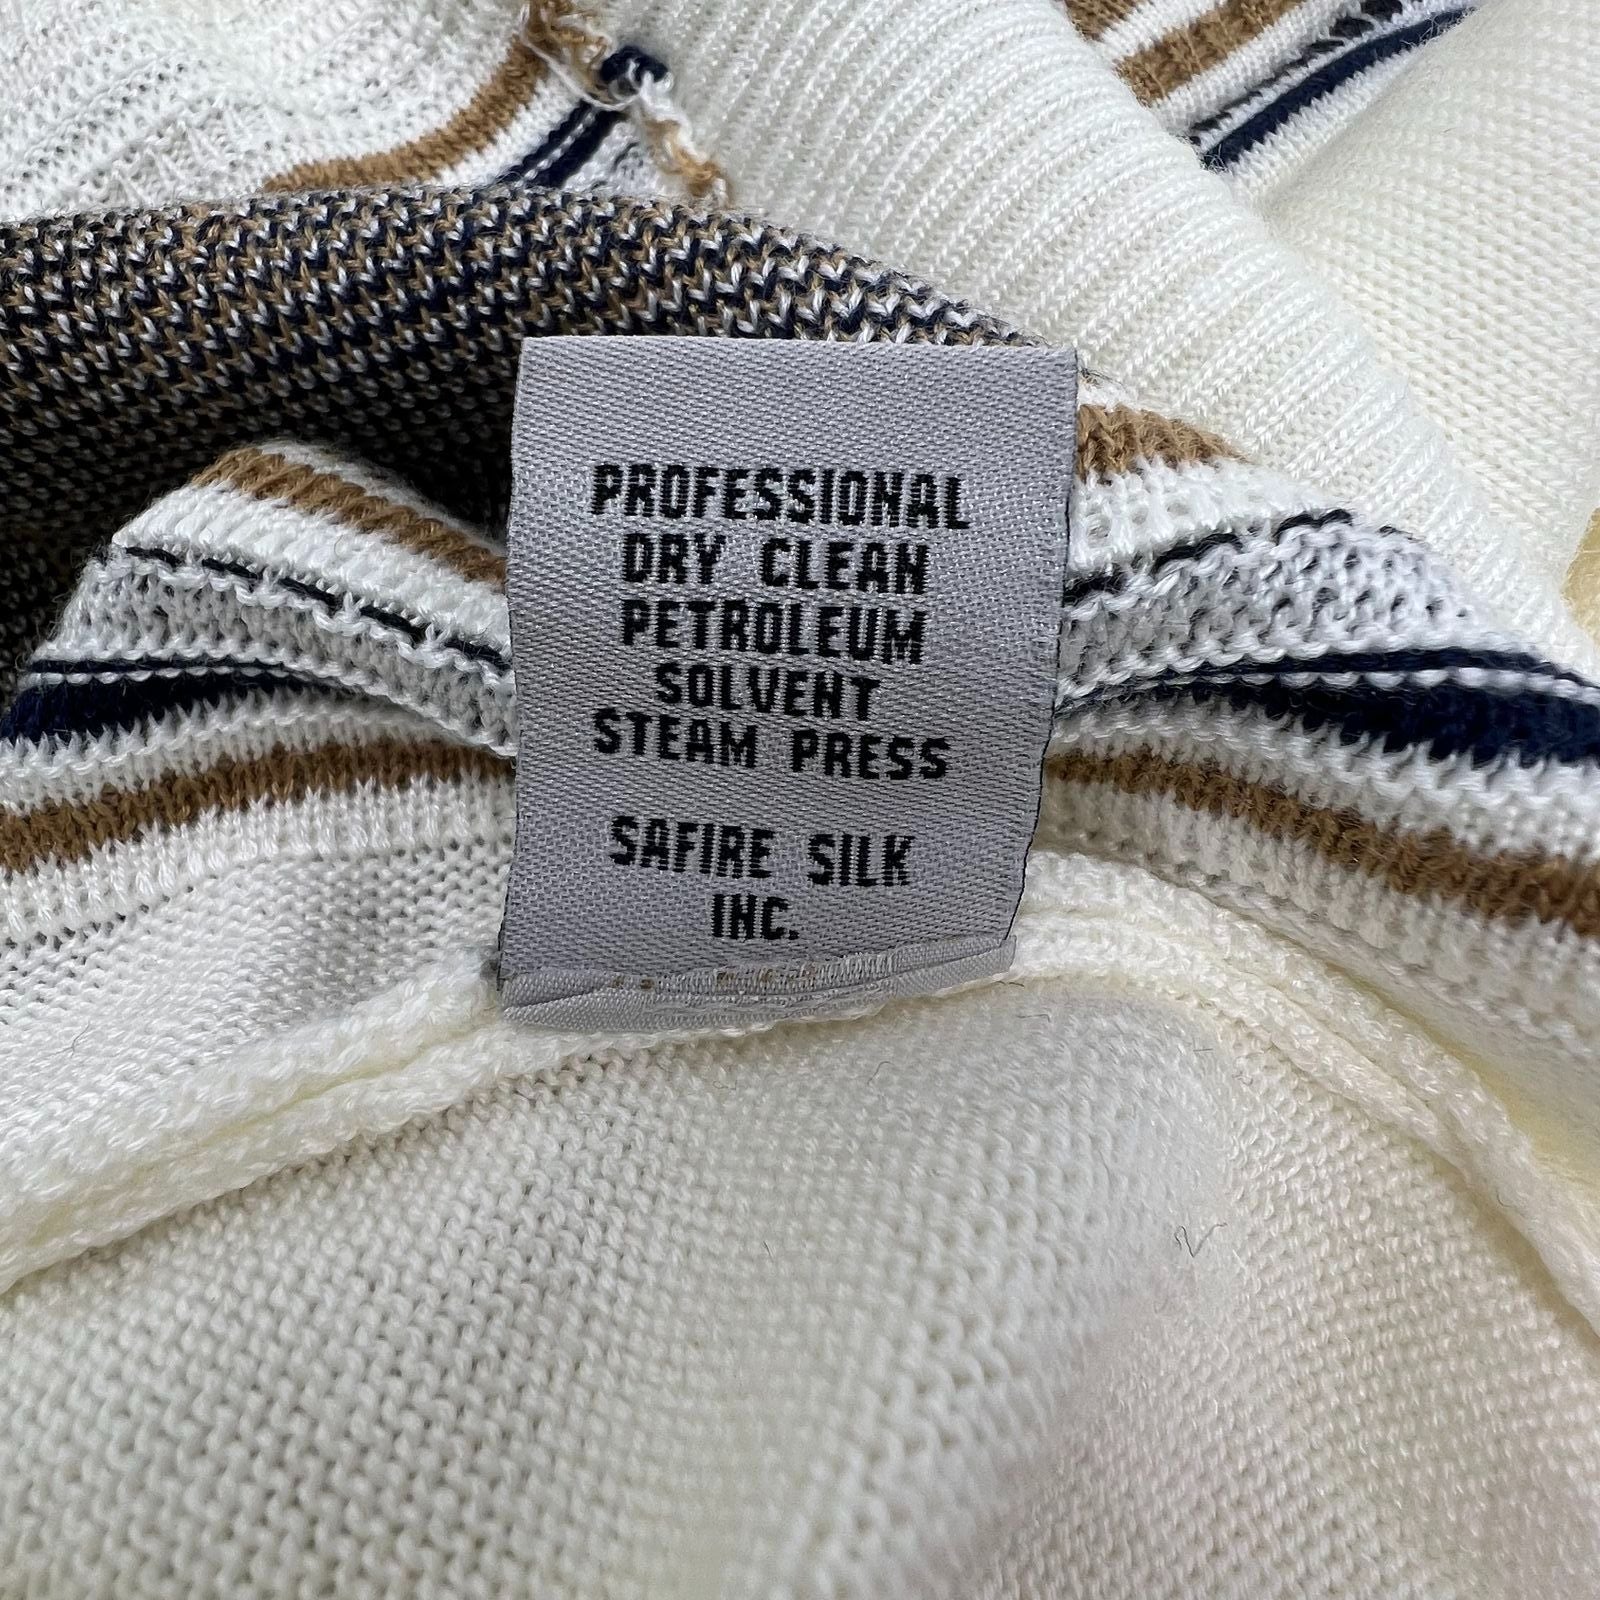 PROFESSIONAL
DRY CLEAN
PETROLEUM
SOLVENT
STEAM PRESS
SAFIRE SILK
INC.